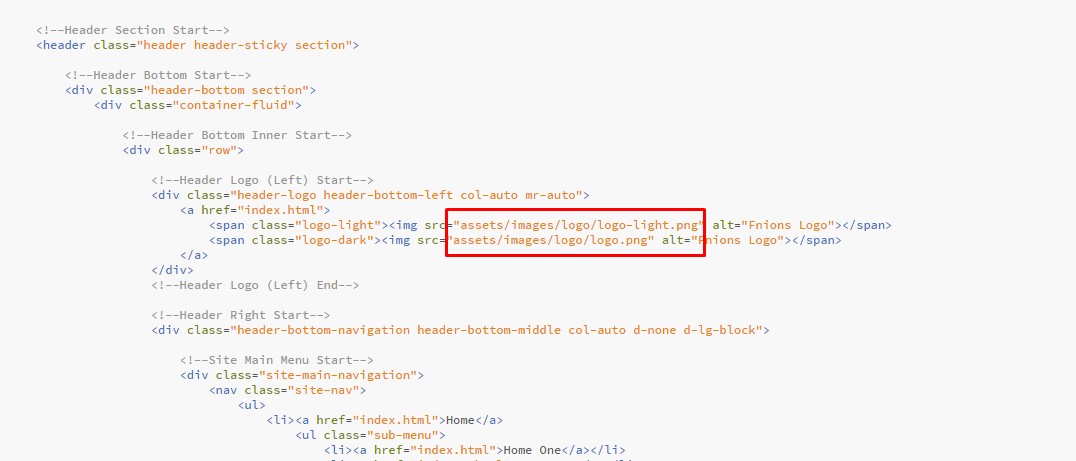 <!--Header Section Start-->
<header class="header header-sticky section">
<!--Header Bottom Start-->
<div class="header-bottom section">
<div class="container-fluid">
<!--Header Bottom Inner Start-->
<div class="row">
<!--Header Logo (Left) Start-->
<div class="header-logo header-bottom-left col-auto mr-auto">
<a href="index.html">
<span class="logo-light"><img src="assets/images/logo/logo-light.png" alt="Fnions Logo"></span>
<span class="logo-dark"><img src="assets/images/logo/logo.png" alt="Fnions Logo"></span>
</a>
</div>
<!--Header Logo (Left) End-->
<!--Header Right Start-->
<div class="header-bottom-navigation header-bottom-middle col-auto d-none d-lg-block">
<!--Site Main Menu Start-->
<div class="site-main-navigation">
<nav class="site-nav">
<ul>
<li><a href="index.html">Home</a>
<ul class="sub-menu">
<li><a href="index.html">Home One</a></li>